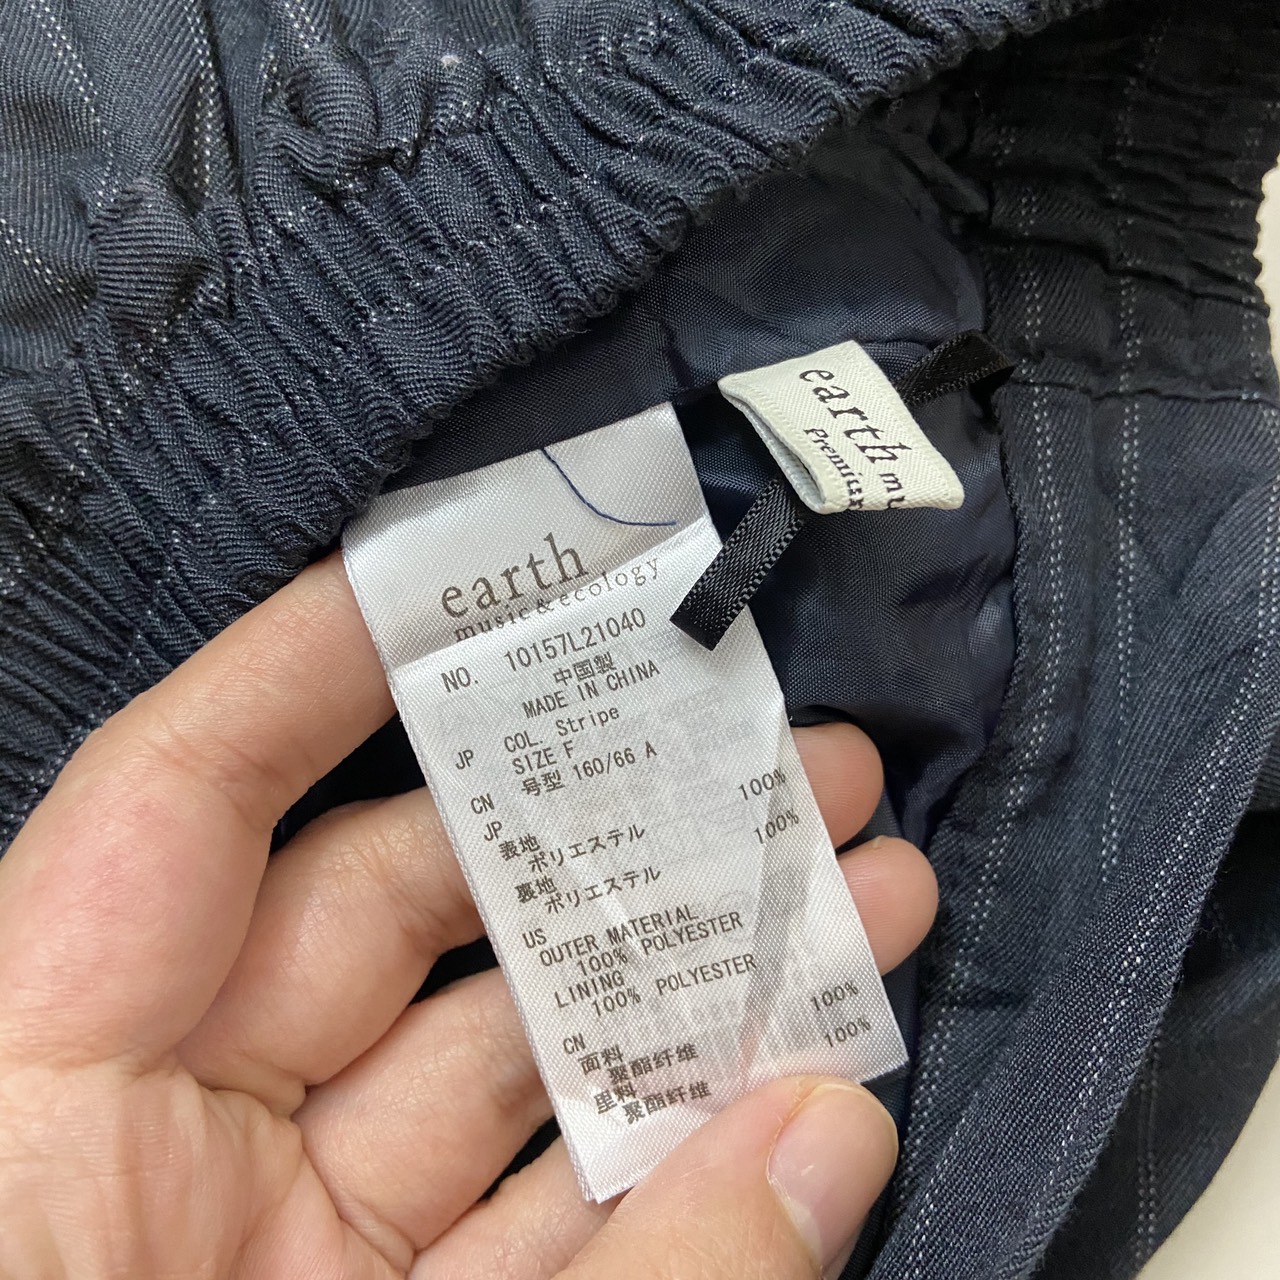 earth mu
Premium
earth
music&ecology
NO. 10157L21040
中国製
MADE IN CHINA
JP COL. Stripe
SIZE F
CN 号型 160/66 A
JP
表地
ポリエステル 100%
裏地
ポリエステル 100%
US
OUTER MATERIAL
100% POLYESTER
LINING
100% POLYESTER
CN
面料
聚酯纤维 100%
里料
聚酯纤维 100%